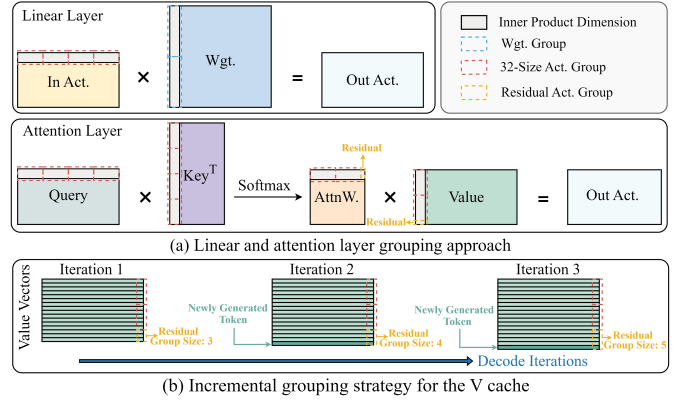 Linear Layer
In Act.
×
Wgt.
=
Out Act.
Inner Product Dimension
Wgt. Group
32-Size Act. Group
Residual Act. Group
Attention Layer
Query
×
Key^T
Softmax
Residual
AttnW.
×
Residual
Value
=
Out Act.
(a) Linear and attention layer grouping approach
Value Vectors
Iteration 1
Residual
Group Size: 3
Iteration 2
Newly Generated
Token
Residual
Group Size: 4
Iteration 3
Newly Generated
Token
Residual
Group Size: 5
Decode Iterations
(b) Incremental grouping strategy for the V cache